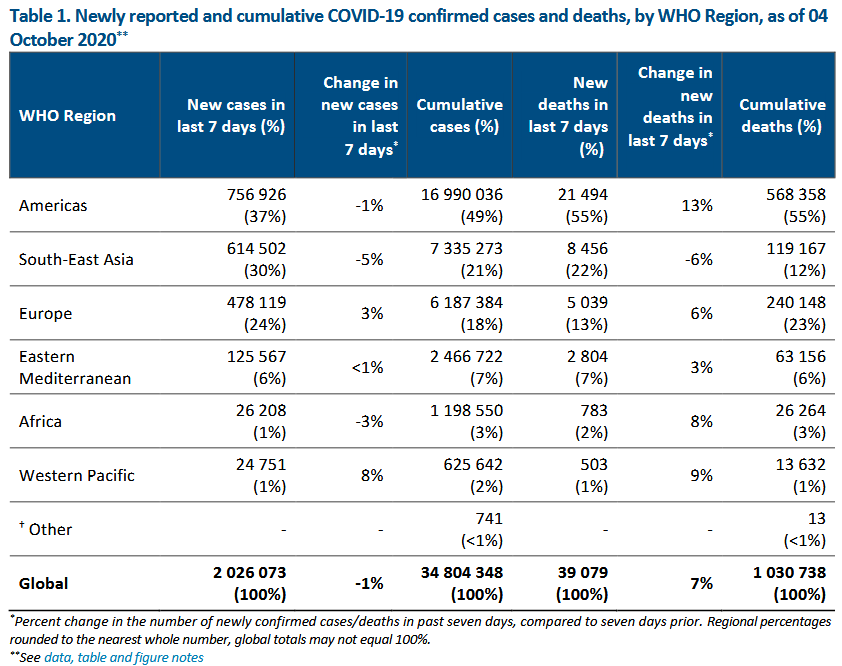 Table 1. Newly reported and cumulative COVID-19 confirmed cases and deaths, by WHO Region, as of 04
October 2020**
WHO Region
New cases in
last 7 days (%)
Change in
new cases
in last
7 days*
Cumulative
cases (%)
New
deaths in
last 7 days
(%)
Change in
new
deaths in
last 7 days*
Cumulative
deaths (%)
Americas
756 926
(37%)
-1%
16 990 036
(49%)
21 494
(55%)
13%
568 358
(55%)
South-East Asia
614 502
(30%)
-5%
7 335 273
(21%)
8 456
(22%)
-6%
119 167
(12%)
Europe
478 119
(24%)
3%
6 187 384
(18%)
5 039
(13%)
6%
240 148
(23%)
Eastern
Mediterranean
125 567
(6%)
<1%
2 466 722
(7%)
2 804
(7%)
3%
63 156
(6%)
Africa
26 208
(1%)
-3%
1 198 550
(3%)
783
(2%)
8%
26 264
(3%)
Western Pacific
24 751
(1%)
8%
625 642
(2%)
503
(1%)
9%
13 632
(1%)
† Other
-
-
741
(<1%)
-
-
13
(<1%)
Global
2 026 073
(100%)
-1%
34 804 348
(100%)
39 079
(100%)
7%
1 030 738
(100%)
*Percent change in the number of newly confirmed cases/deaths in past seven days, compared to seven days prior. Regional percentages
rounded to the nearest whole number, global totals may not equal 100%.
**See data, table and figure notes